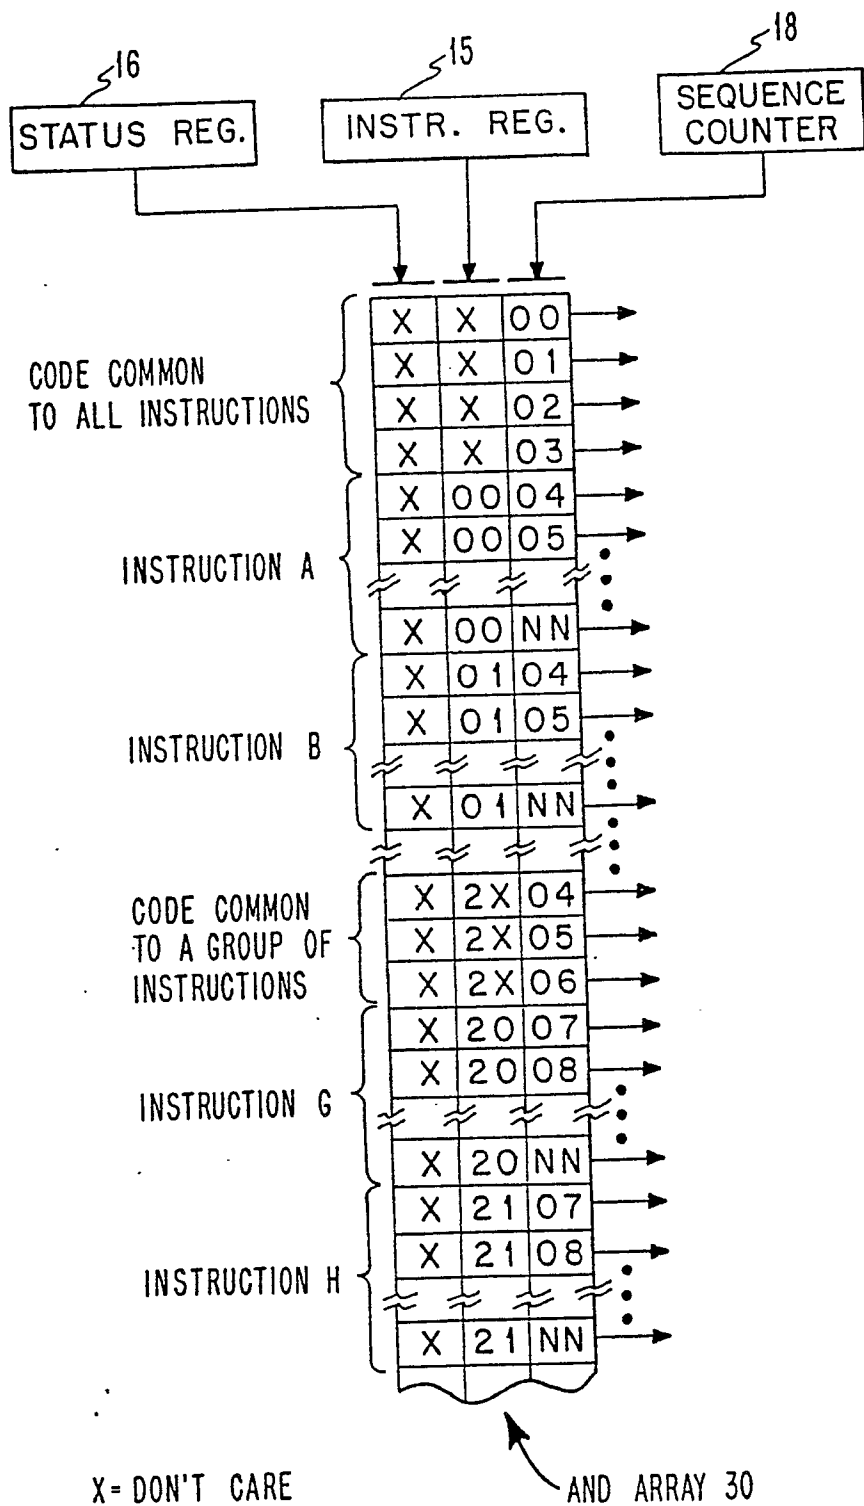 16
15
18
STATUS REG.
INSTR. REG.
SEQUENCE
COUNTER
X X 00
X X 01
CODE COMMON
TO ALL INSTRUCTIONS
X X 02
X X 03
X 00 04
X 00 05
INSTRUCTION A
X 00 NN
X 01 04
X 01 05
INSTRUCTION B
X 01 NN
CODE COMMON
TO A GROUP OF
INSTRUCTIONS
X 2X 04
X 2X 05
X 2X 06
X 20 07
X 20 08
INSTRUCTION G
X 20 NN
X 21 07
X 21 08
INSTRUCTION H
X 21 NN
X = DON'T CARE
AND ARRAY 30